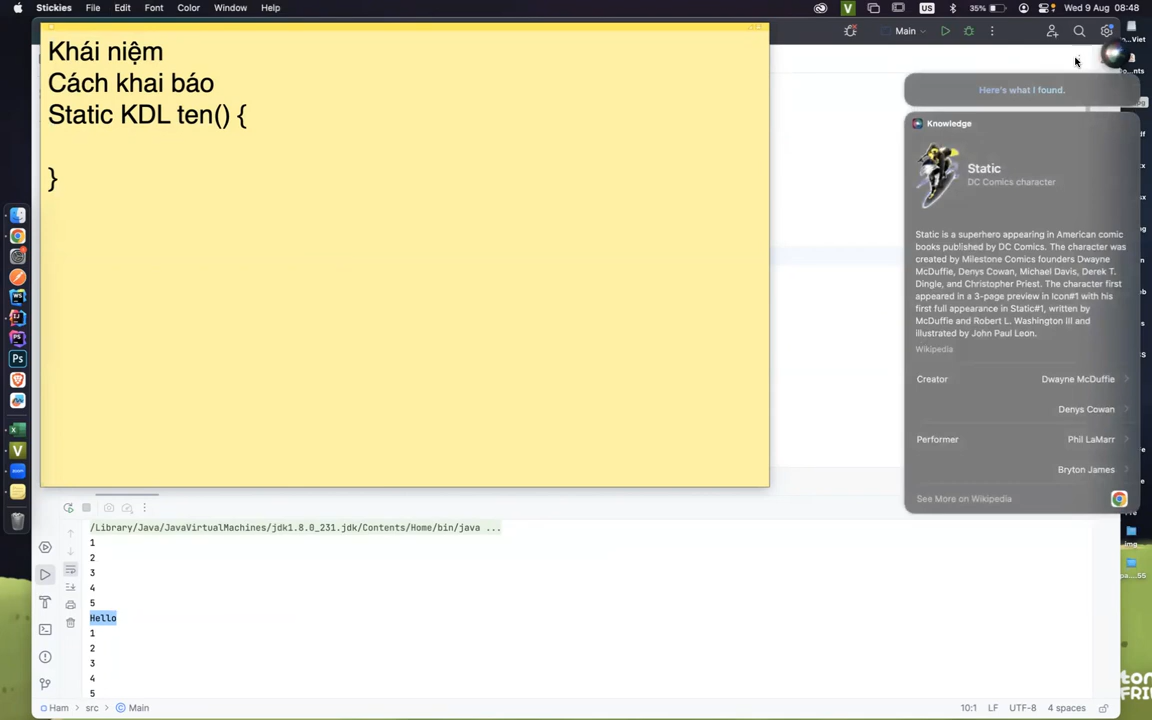 Stickies File Edit Font Color Window Help
US 35% Wed 9 Aug 08:48
Khái niệm
Cách khai báo
Static KDL ten() {
}
Main
Here's what I found.
Knowledge
Static
DC Comics character
Static is a superhero appearing in American comic
books published by DC Comics. The character was
created by Milestone Comics founders Dwayne
McDuffie, Denys Cowan, Michael Davis, Derek T.
Dingle, and Christopher Priest. The character first
appeared in a 3-page preview in Icon#1 with his
first full appearance in Static#1, written by
McDuffie and Robert L. Washington III and
illustrated by John Paul Leon.
Wikipedia
Creator Dwayne McDuffie
Denys Cowan
Performer Phil LaMarr
Bryton James
See More on Wikipedia
/Library/Java/JavaVirtualMachines/jdk1.8.0_231.jdk/Contents/Home/bin/java ...
1
2
3
4
5
Hello
1
2
3
4
5
Ham src Main
10:1 LF UTF-8 4 spaces